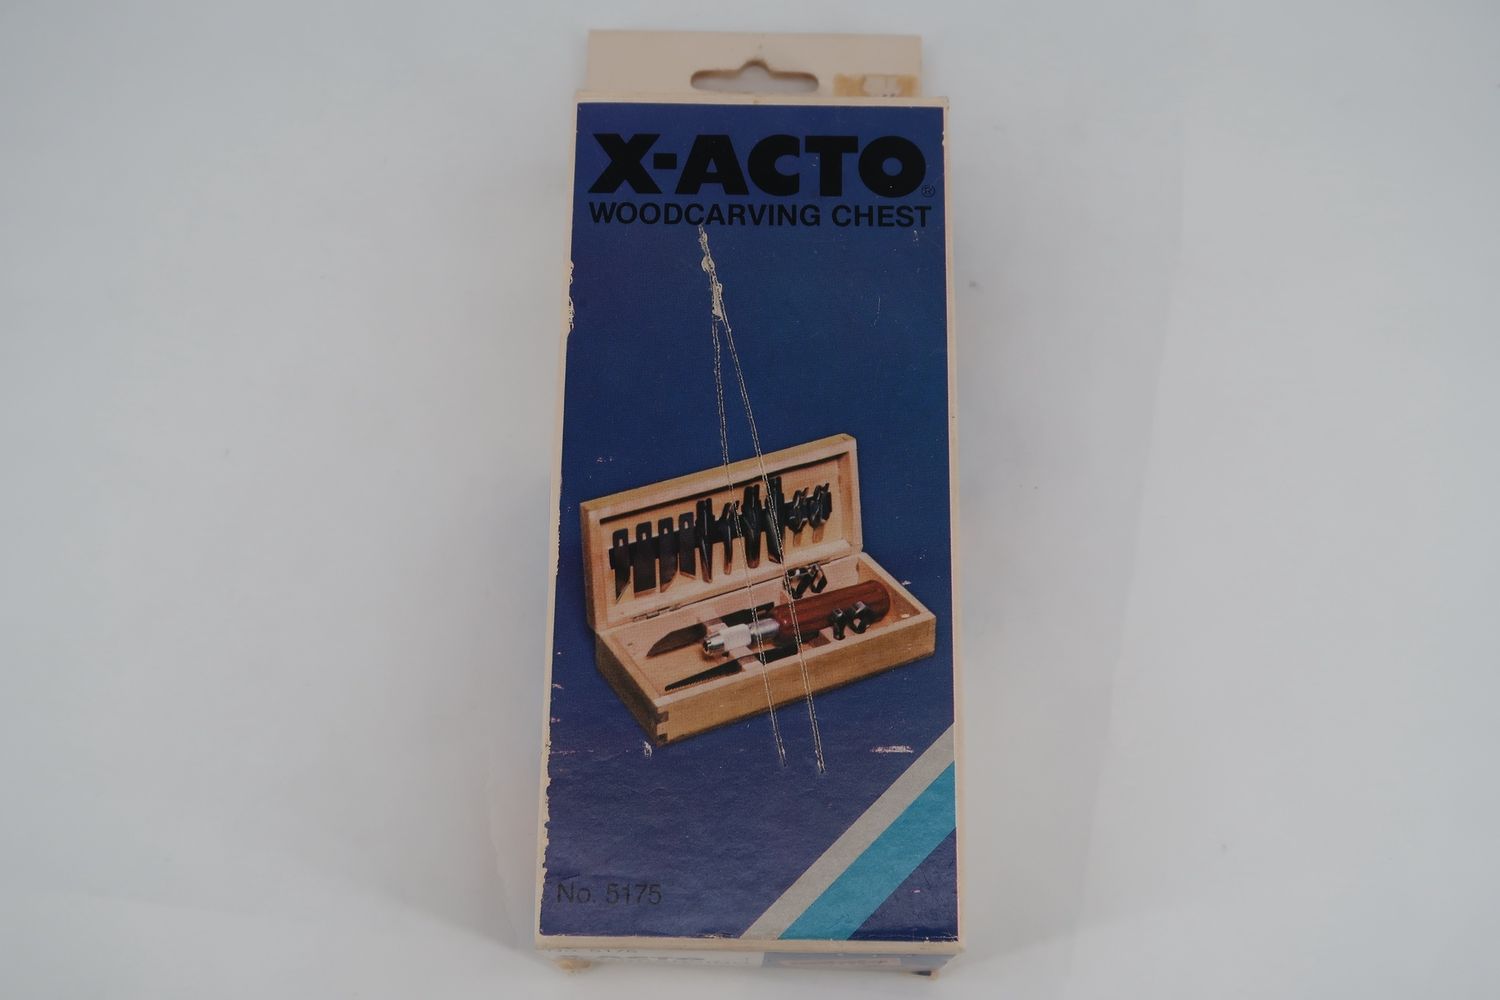 X-ACTO®
WOODCARVING CHEST
No. 5175